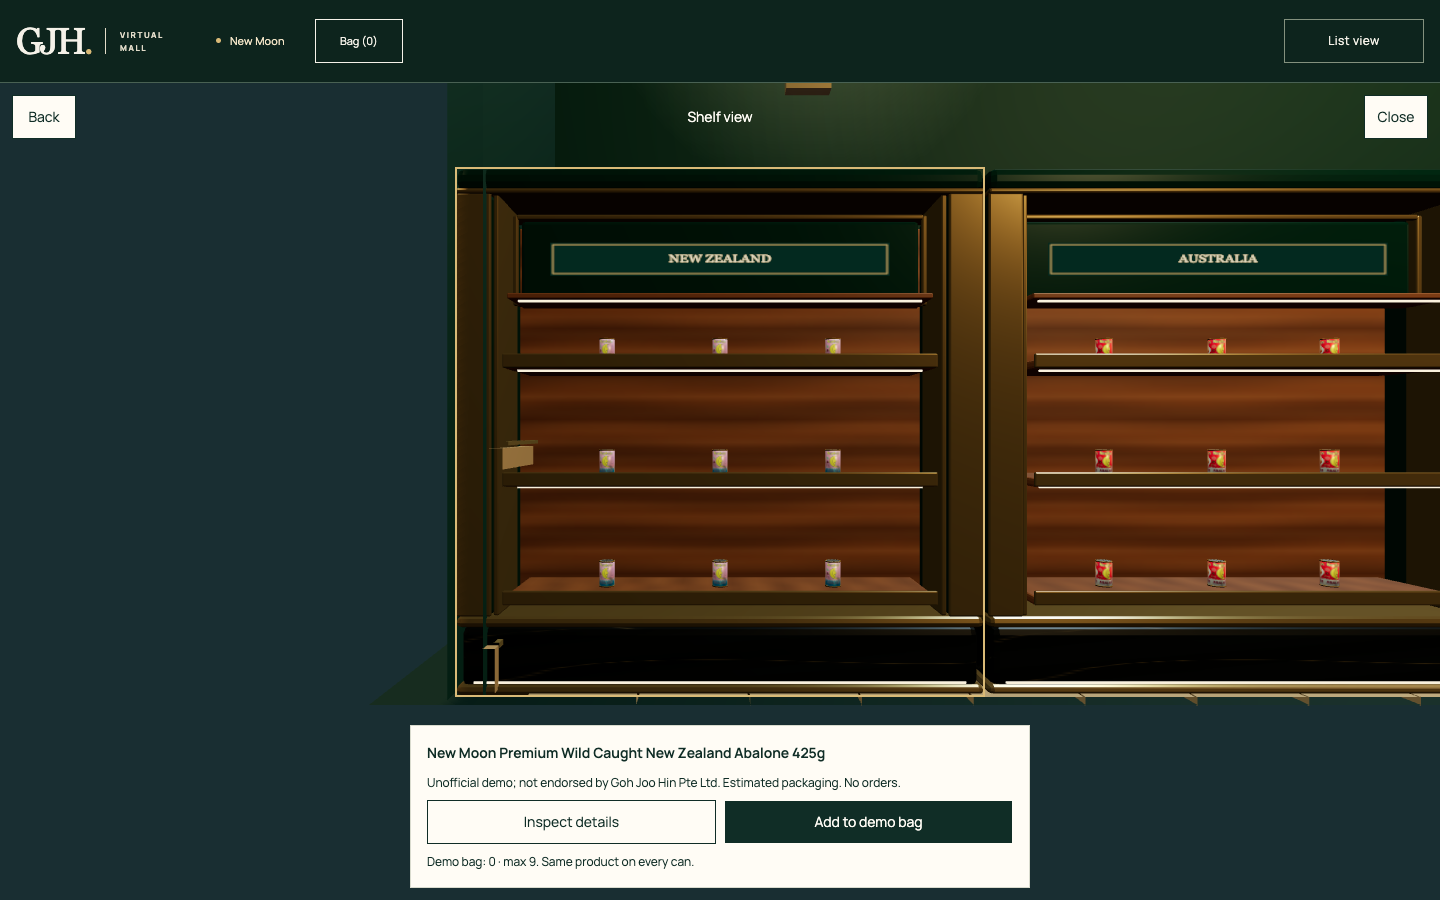 GJH.
VIRTUAL
MALL
New Moon
Bag (0)
List view
Back
Shelf view
Close
NEW ZEALAND
AUSTRALIA
New Moon Premium Wild Caught New Zealand Abalone 425g
Unofficial demo; not endorsed by Goh Joo Hin Pte Ltd. Estimated packaging. No orders.
Inspect details
Add to demo bag
Demo bag: 0 · max 9. Same product on every can.